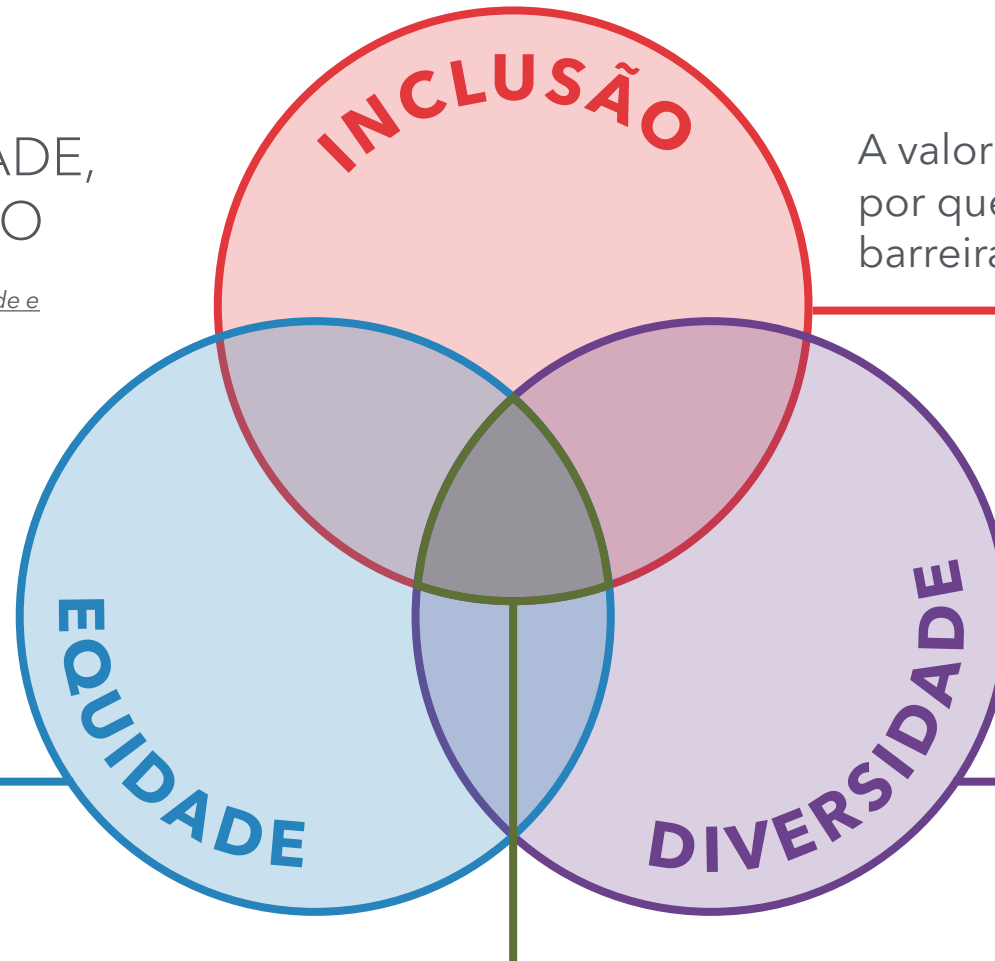 INCLUSÃO
ADE,
O
de e
A valor
por que
barreira
EQUIDADE
DIVERSIDADE